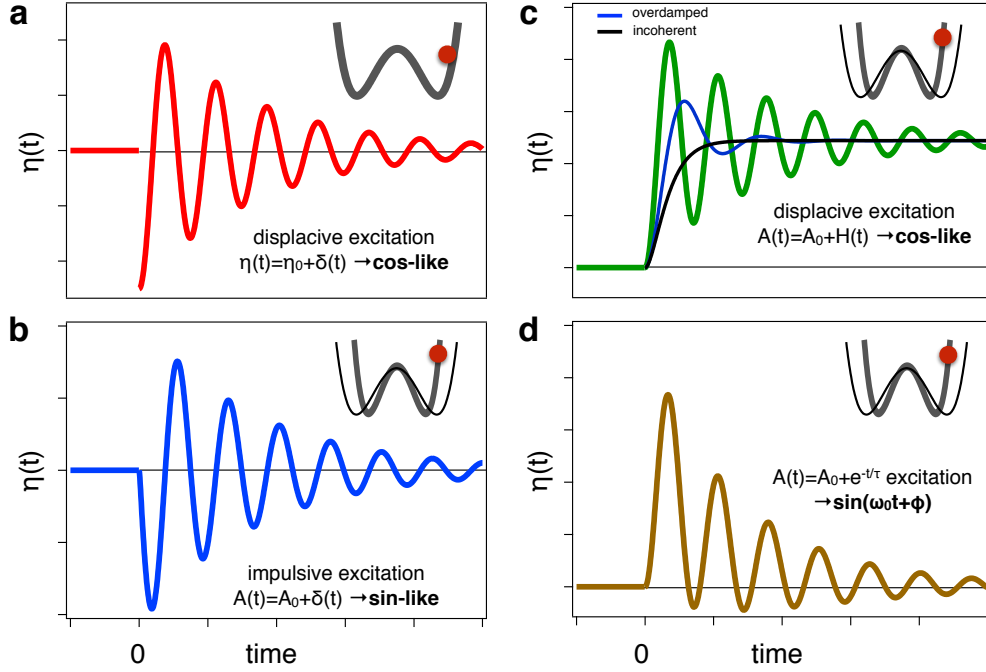 a
η(t)
displacive excitation
η(t)=η₀+δ(t) →cos-like
b
η(t)
impulsive excitation
A(t)=A₀+δ(t) →sin-like
0 time
c
overdamped
incoherent
η(t)
displacive excitation
A(t)=A₀+H(t) →cos-like
d
η(t)
A(t)=A₀+e⁻ᵗ/τ excitation
→sin(ω₀t+ϕ)
0 time